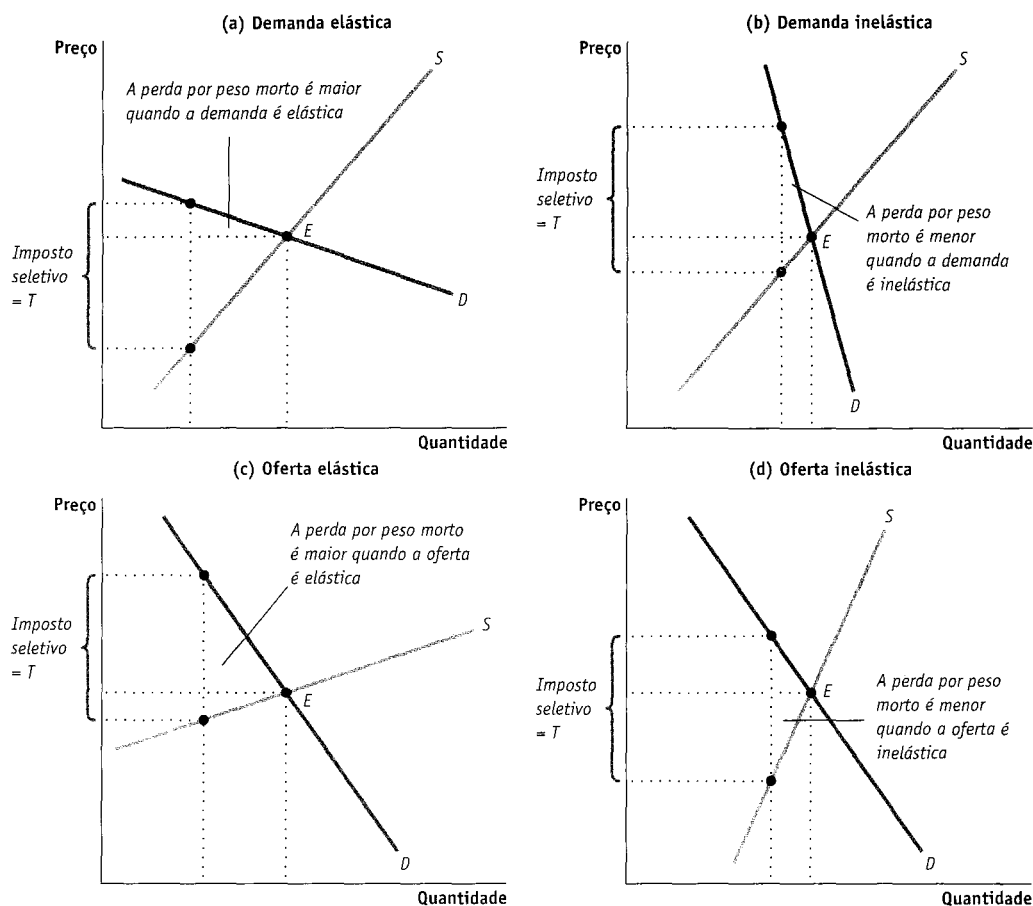 (a) Demanda elástica
Preço
S
A perda por peso morto é maior
quando a demanda é elástica
E
Imposto
seletivo
= T
D
Quantidade
(b) Demanda inelástica
Preço
S
Imposto
seletivo
= T
A perda por peso
morto é menor
quando a demanda
é inelástica
E
D
Quantidade
(c) Oferta elástica
Preço
A perda por peso morto
é maior quando a oferta
é elástica
Imposto
seletivo
= T
S
E
D
Quantidade
(d) Oferta inelástica
Preço
S
Imposto
seletivo
= T
E
A perda por peso
morto é menor
quando a oferta é
inelástica
D
Quantidade